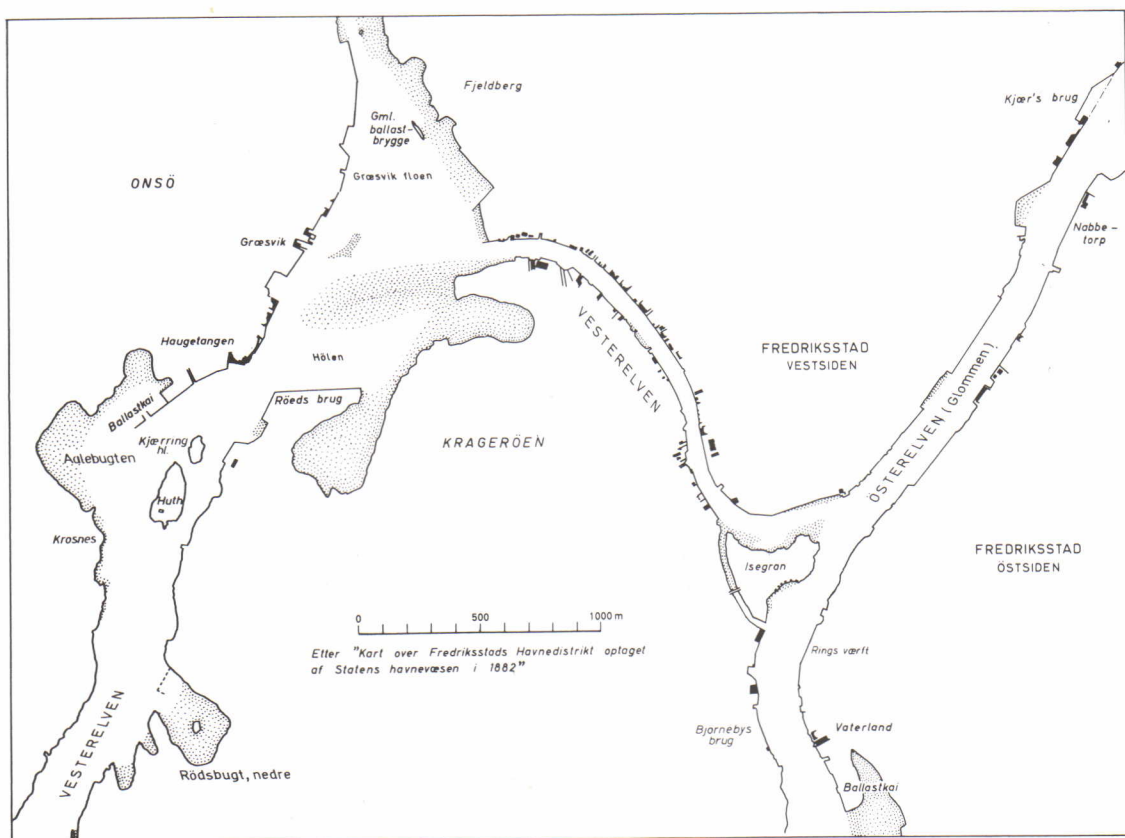 Fjeldberg
Kjær's brug
Gml.
ballast-
brygge
Græsvik floen
ONSÖ
Græsvik
Nabbe-
torp
Haugetangen
Hölen
VESTERELVEN
FREDRIKSSTAD
VESTSIDEN
ÖSTERELVEN (Glommen)
Röeds brug
Ballastkai
Kjærring
hl.
KRAGERÖEN
Aglebugten
Huth
Krosnes
Isegran
FREDRIKSSTAD
ÖSTSIDEN
0 500 1000 m
Etter "Kart over Fredriksstads Havnedistrikt optaget
af Statens havnevæsen i 1882"
Rings værft
VESTERELVEN
Bjørnebys
brug
Vaterland
Rödsbugt, nedre
Ballastkai